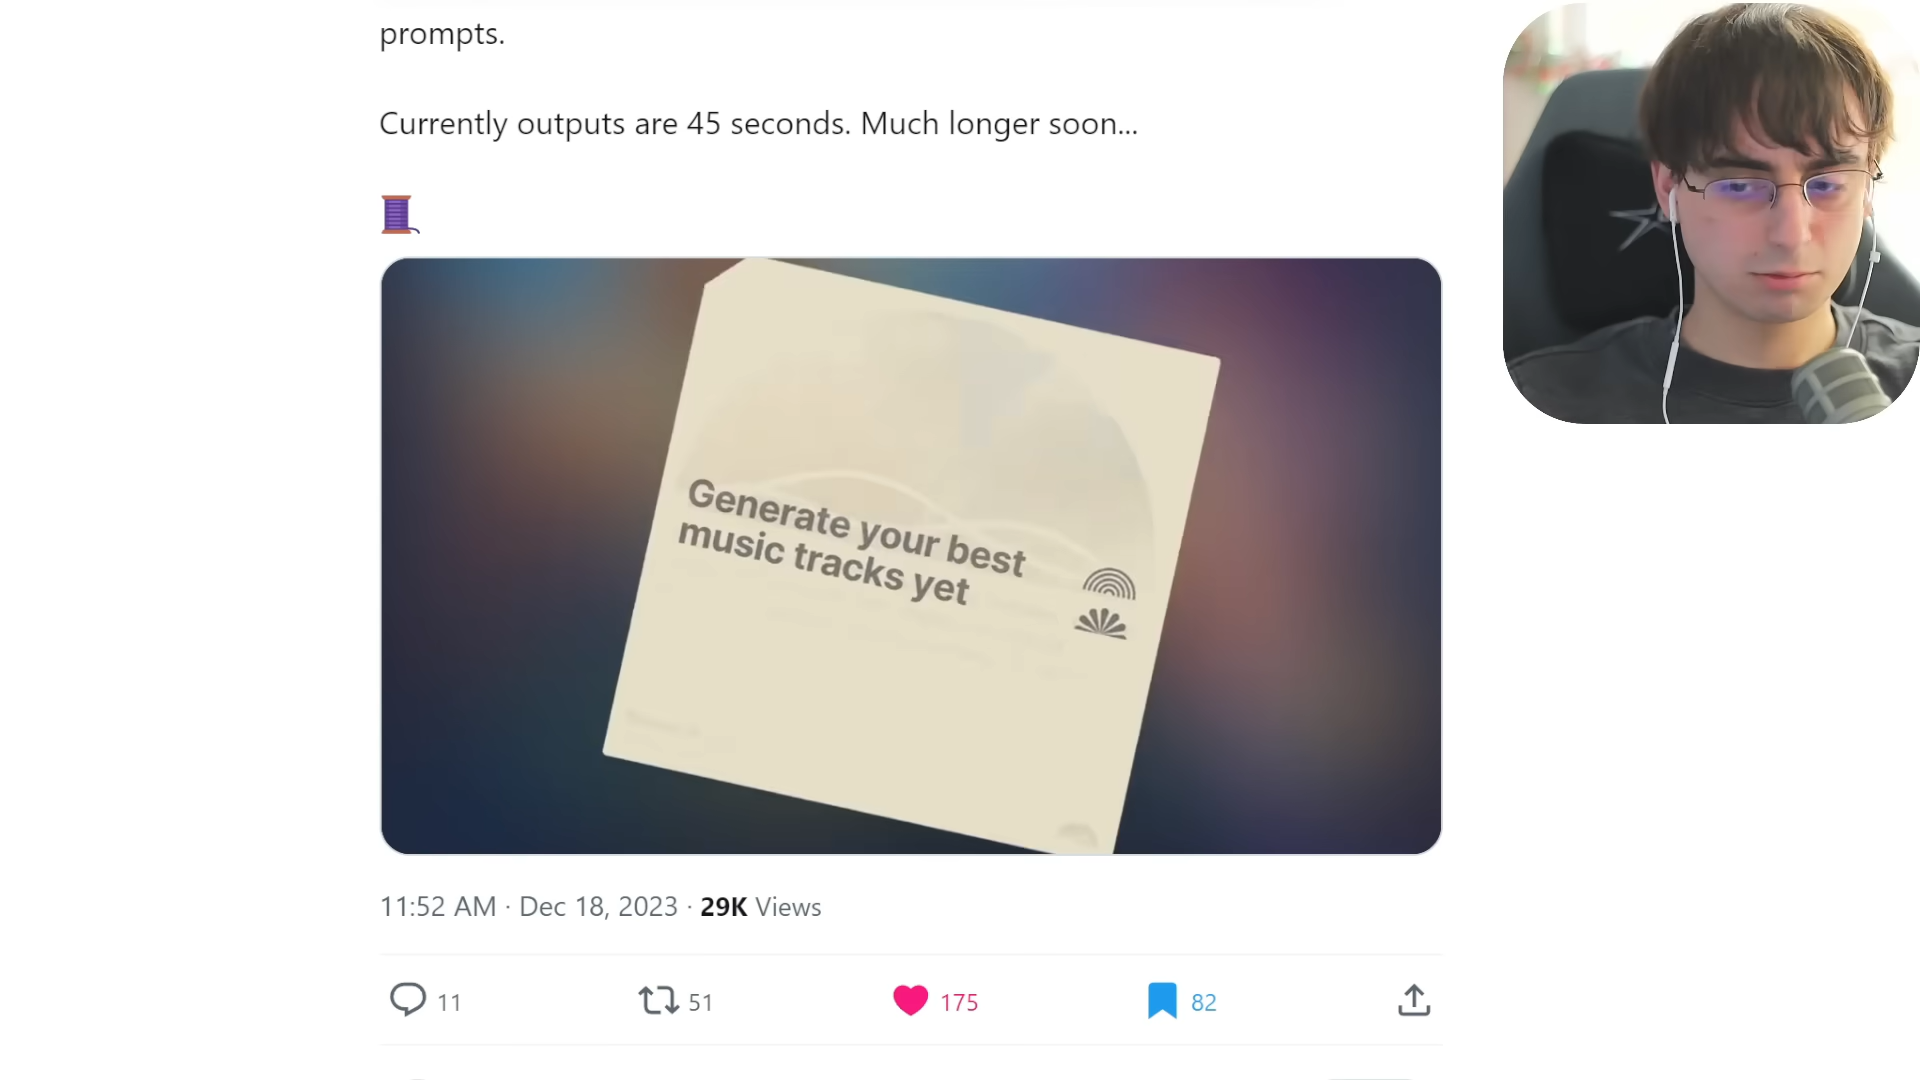 prompts.
Currently outputs are 45 seconds. Much longer soon...
Generate your best
music tracks yet
11:52 AM · Dec 18, 2023 · 29K Views
11 51 175 82